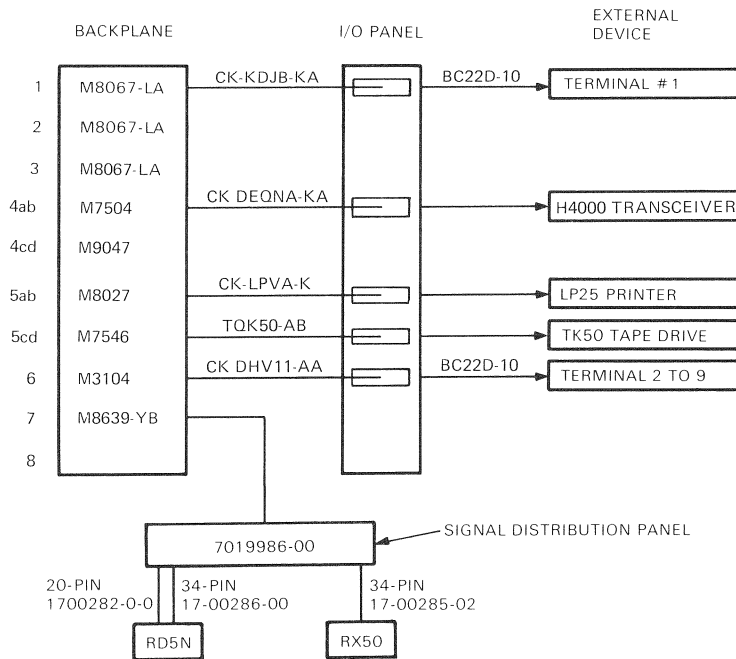 BACKPLANE I/O PANEL EXTERNAL DEVICE
1 M8067-LA CK-KDJB-KA BC22D-10 TERMINAL #1
2 M8067-LA
3 M8067-LA
4ab M7504 CK DEQNA-KA H4000 TRANSCEIVER
4cd M9047
5ab M8027 CK-LPVA-K LP25 PRINTER
5cd M7546 TQK50-AB TK50 TAPE DRIVE
6 M3104 CK DHV11-AA BC22D-10 TERMINAL 2 TO 9
7 M8639-YB
8
SIGNAL DISTRIBUTION PANEL
7019986-00
20-PIN 34-PIN 34-PIN
1700282-0-0 17-00286-00 17-00285-02
RD5N RX50